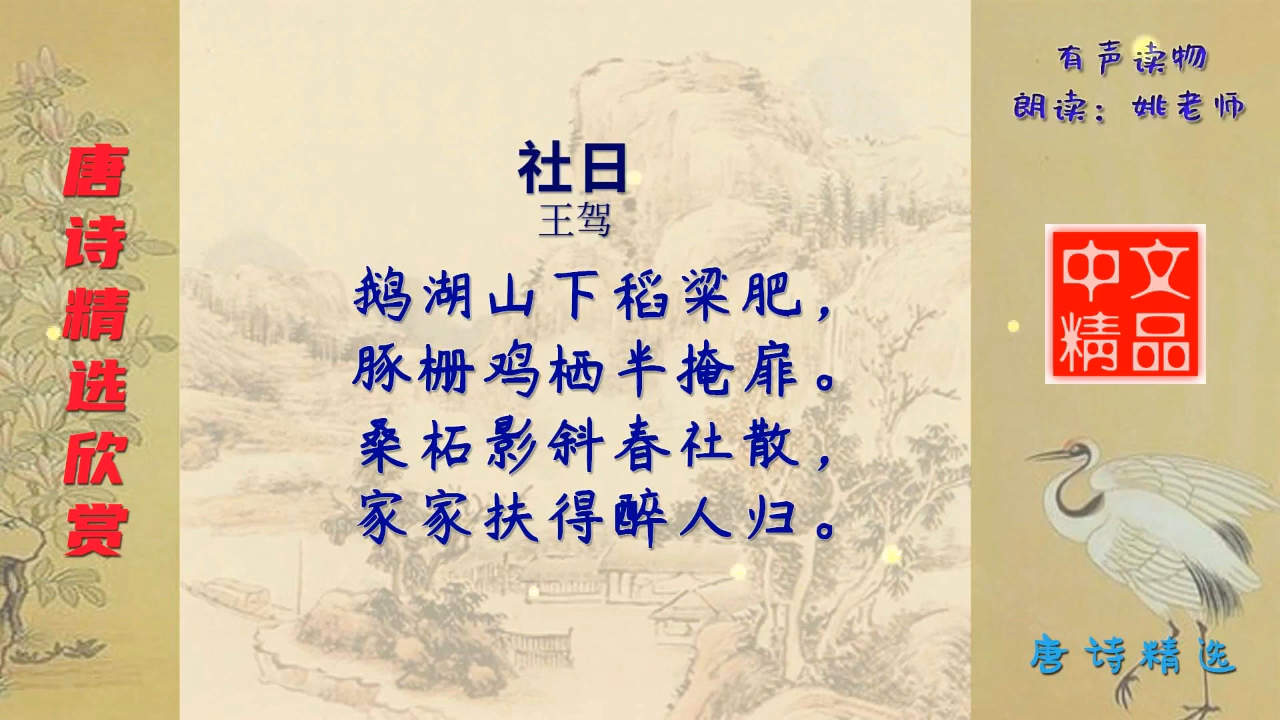 唐诗精选欣赏
社日
王驾
鹅湖山下稻粱肥，
豚栅鸡栖半掩扉。
桑柘影斜春社散，
家家扶得醉人归。
有声读物
朗读：姚老师
中文
精品
唐诗精选